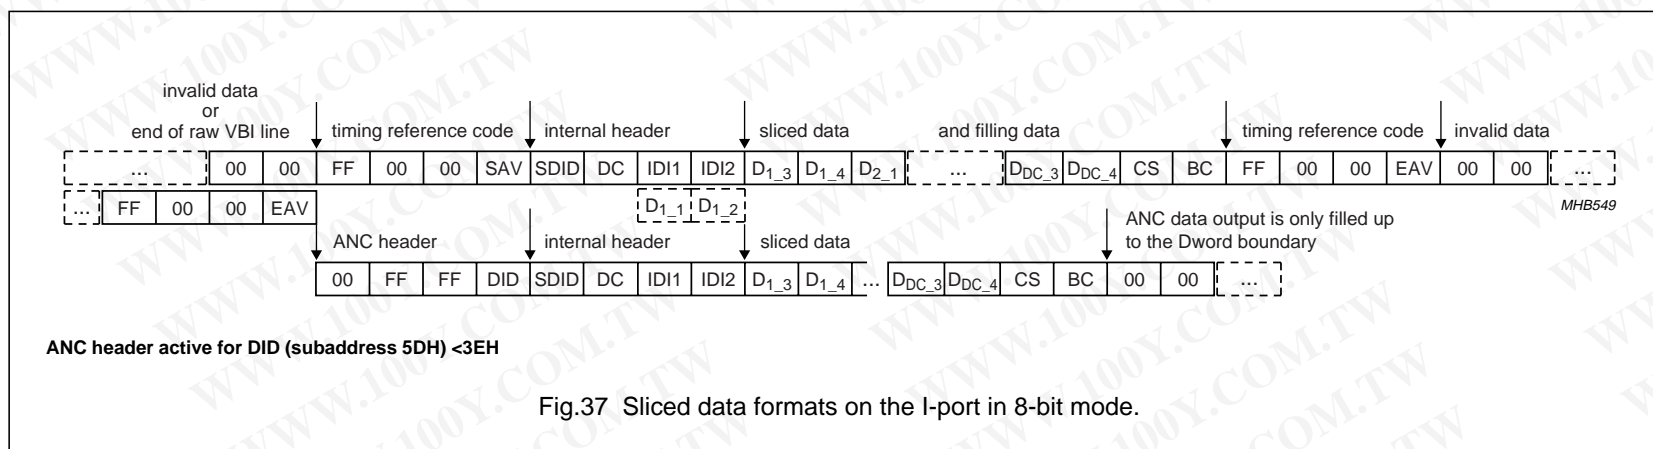 invalid data
or
end of raw VBI line
timing reference code
internal header
sliced data
and filling data
timing reference code
invalid data
... 00 00 FF 00 00 SAV SDID DC IDI1 IDI2 D1_3 D1_4 D2_1 ... DDC_3 DDC_4 CS BC FF 00 00 EAV 00 00 ...
... FF 00 00 EAV D1_1 D1_2
MHB549
ANC header
internal header
sliced data
ANC data output is only filled up
to the Dword boundary
00 FF FF DID SDID DC IDI1 IDI2 D1_3 D1_4 ... DDC_3 DDC_4 CS BC 00 00 ...
ANC header active for DID (subaddress 5DH) <3EH
Fig.37 Sliced data formats on the I-port in 8-bit mode.
WWW.100Y.COM.TW